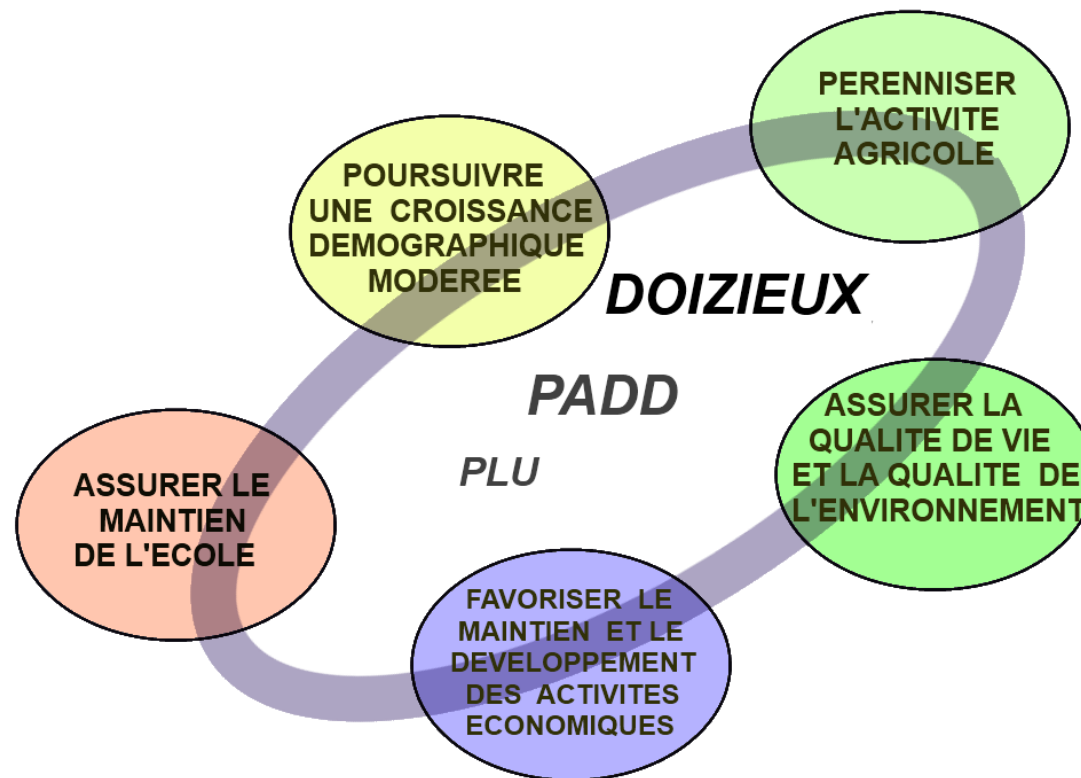 PERENNISER
L'ACTIVITE
AGRICOLE
POURSUIVRE
UNE CROISSANCE
DEMOGRAPHIQUE
MODEREE
DOIZIEUX
PADD
PLU
ASSURER LA
QUALITE DE VIE
ET LA QUALITE DE
L'ENVIRONNEMENT
ASSURER LE
MAINTIEN
DE L'ECOLE
FAVORISER LE
MAINTIEN ET LE
DEVELOPPEMENT
DES ACTIVITES
ECONOMIQUES